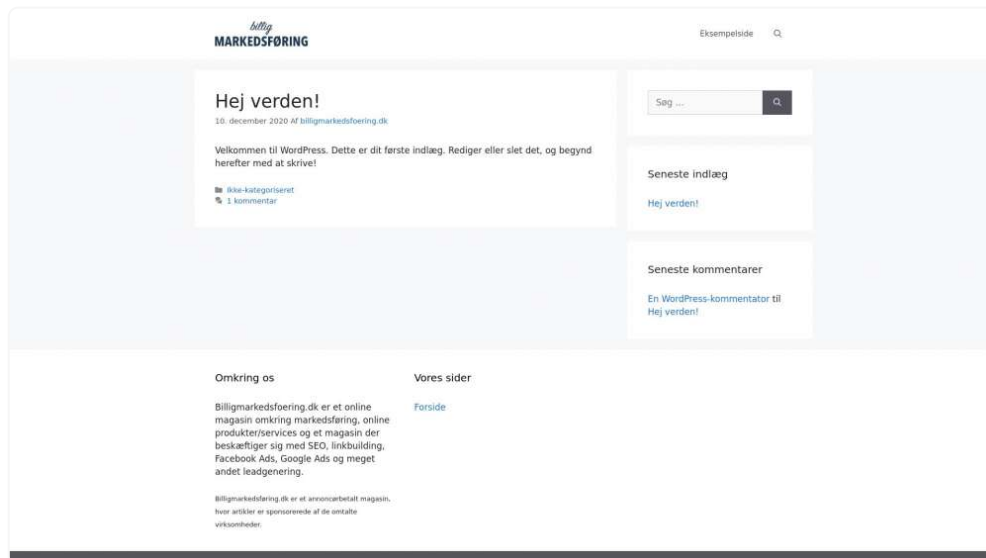 billig
MARKEDSFØRING
Eksempelside
Hej verden!
10. december 2020 Af billigmarkedsfoering.dk
Velkommen til WordPress. Dette er dit første indlæg. Rediger eller slet det, og begynd
herefter med at skrive!
Ikke-kategoriseret
1 kommentar
Søg ...
Seneste indlæg
Hej verden!
Seneste kommentarer
En WordPress-kommentator til
Hej verden!
Omkring os
Billigmarkedsfoering.dk er et online
magasin omkring markedsføring, online
produkter/services og et magasin der
beskæftiger sig med SEO, linkbuilding,
Facebook Ads, Google Ads og meget
andet leadgenering.
Billigmarkedsføring.dk er et annoncørbetalt magasin,
hvor artikler er sponsorerede af de omtalte
virksomheder.
Vores sider
Forside